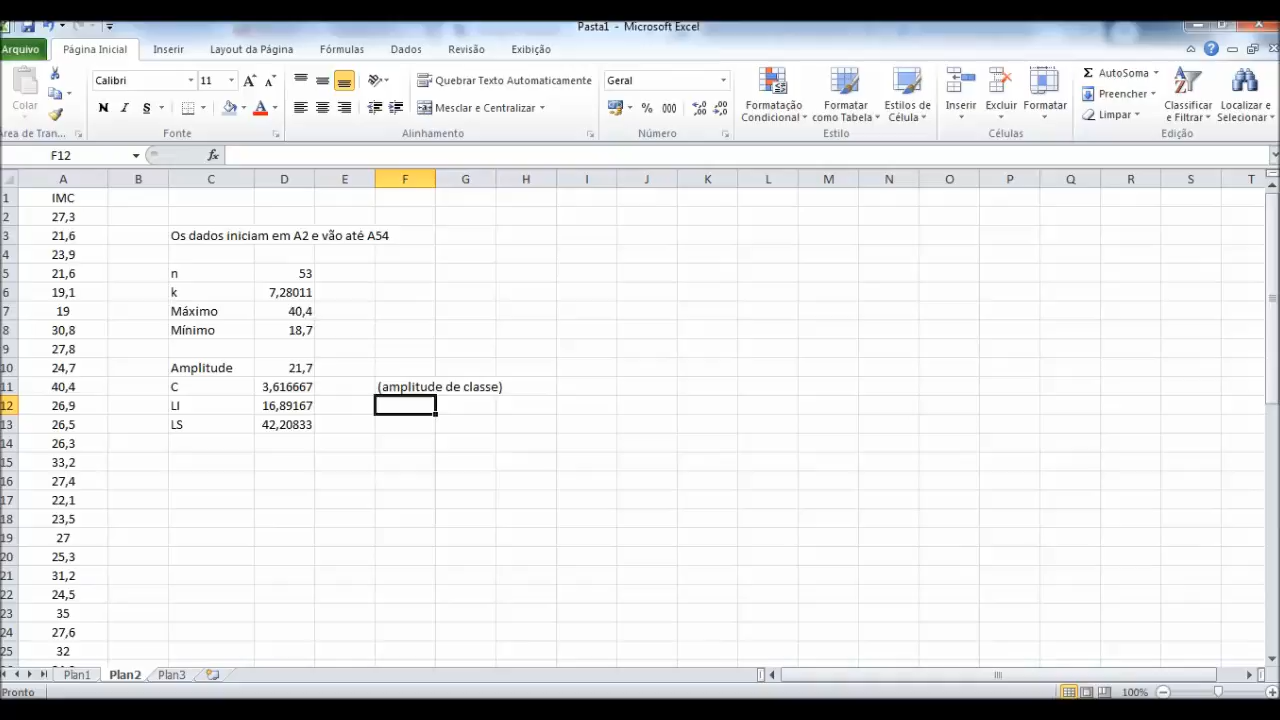 Pasta1 - Microsoft Excel
Arquivo Página Inicial Inserir Layout da Página Fórmulas Dados Revisão Exibição
Colar
Calibri 11
N I S
Quebrar Texto Automaticamente
Mesclar e Centralizar
Geral
% 000
Formatação Condicional
Formatar como Tabela
Estilos de Célula
Inserir Excluir Formatar
Σ AutoSoma
Preencher
Limpar
Classificar e Filtrar
Localizar e Selecionar
Área de Tran... Fonte Alinhamento Número Estilo Células Edição
F12 fx
A B C D E F G H I J K L M N O P Q R S T
1 IMC
2 27,3
3 21,6 Os dados iniciam em A2 e vão até A54
4 23,9
5 21,6 n 53
6 19,1 k 7,28011
7 19 Máximo 40,4
8 30,8 Mínimo 18,7
9 27,8
10 24,7 Amplitude 21,7
11 40,4 C 3,616667 (amplitude de classe)
12 26,9 LI 16,89167
13 26,5 LS 42,20833
14 26,3
15 33,2
16 27,4
17 22,1
18 23,5
19 27
20 25,3
21 31,2
22 24,5
23 35
24 27,6
25 32
Plan1 Plan2 Plan3
Pronto 100%